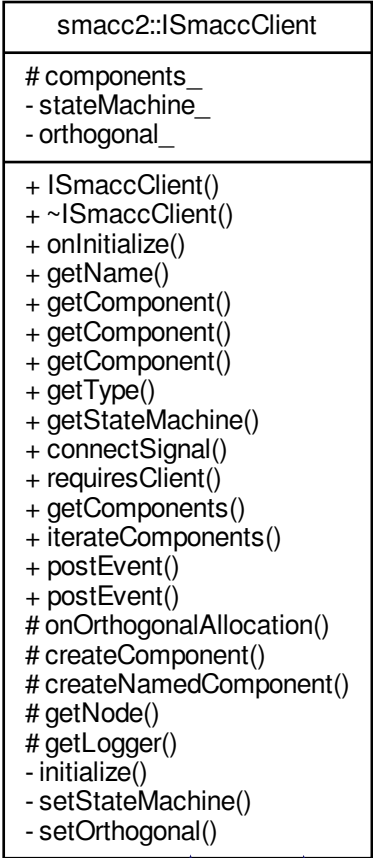 smacc2::ISmaccClient
# components_
- stateMachine_
- orthogonal_
+ ISmaccClient()
+ ~ISmaccClient()
+ onInitialize()
+ getName()
+ getComponent()
+ getComponent()
+ getComponent()
+ getType()
+ getStateMachine()
+ connectSignal()
+ requiresClient()
+ getComponents()
+ iterateComponents()
+ postEvent()
+ postEvent()
# onOrthogonalAllocation()
# createComponent()
# createNamedComponent()
# getNode()
# getLogger()
- initialize()
- setStateMachine()
- setOrthogonal()